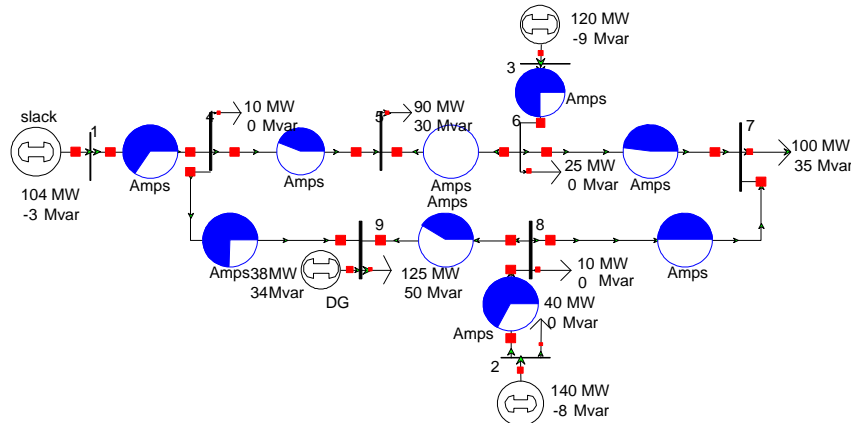 120 MW
-9 Mvar
3
Amps
slack
1
4
10 MW
0 Mvar
5
90 MW
30 Mvar
6
7
100 MW
35 Mvar
25 MW
0 Mvar
Amps
Amps
Amps
Amps
Amps
104 MW
-3 Mvar
9
8
Amps
38MW
34Mvar
DG
125 MW
50 Mvar
10 MW
0 Mvar
Amps
40 MW
0 Mvar
Amps
2
140 MW
-8 Mvar